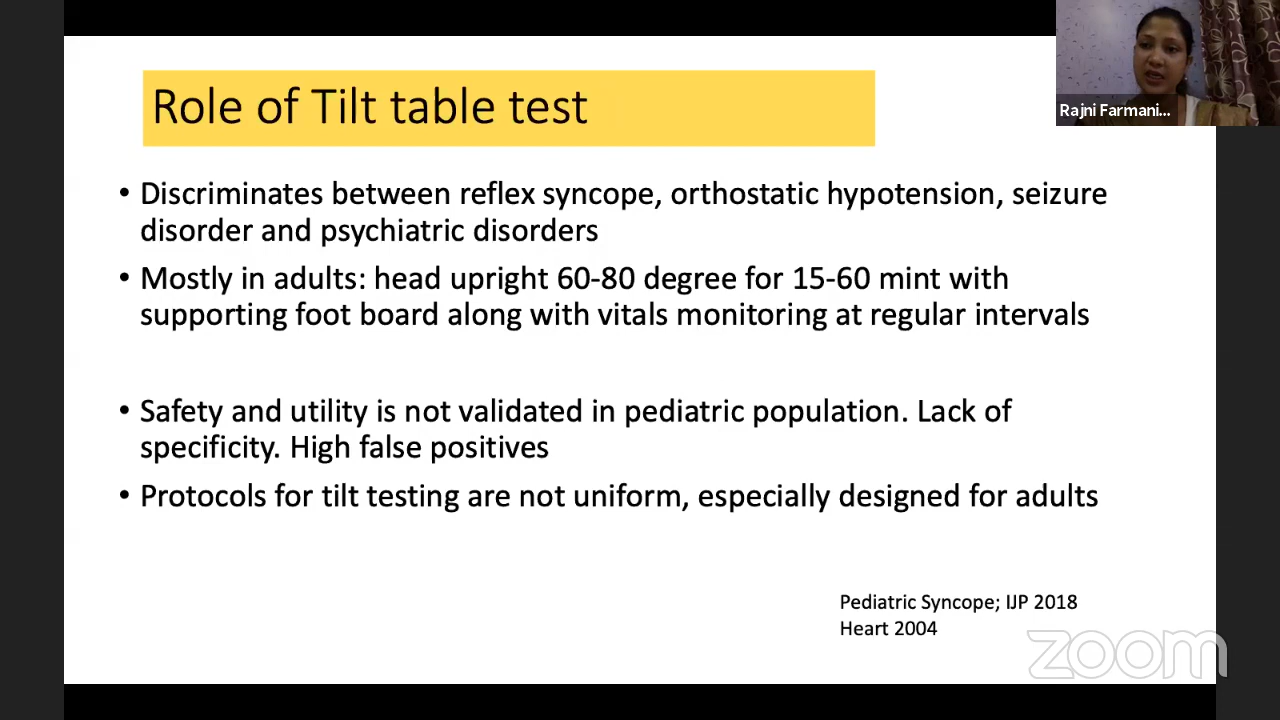 Role of Tilt table test
Rajni Farmani...
• Discriminates between reflex syncope, orthostatic hypotension, seizure
disorder and psychiatric disorders
• Mostly in adults: head upright 60-80 degree for 15-60 mint with
supporting foot board along with vitals monitoring at regular intervals
• Safety and utility is not validated in pediatric population. Lack of
specificity. High false positives
• Protocols for tilt testing are not uniform, especially designed for adults
Pediatric Syncope; IJP 2018
Heart 2004
zoom